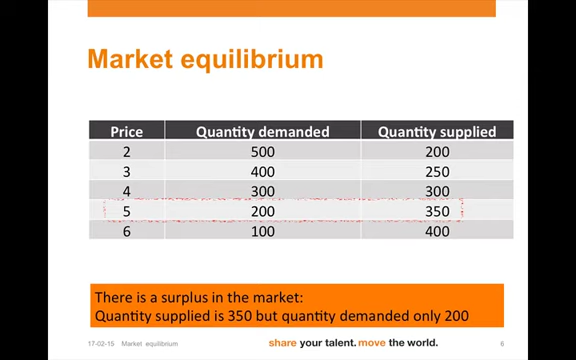 Market equilibrium
Price Quantity demanded Quantity supplied
2 500 200
3 400 250
4 300 300
5 200 350
6 100 400
There is a surplus in the market:
Quantity supplied is 350 but quantity demanded only 200
17-02-15 Market equilibrium share your talent. move the world. 6